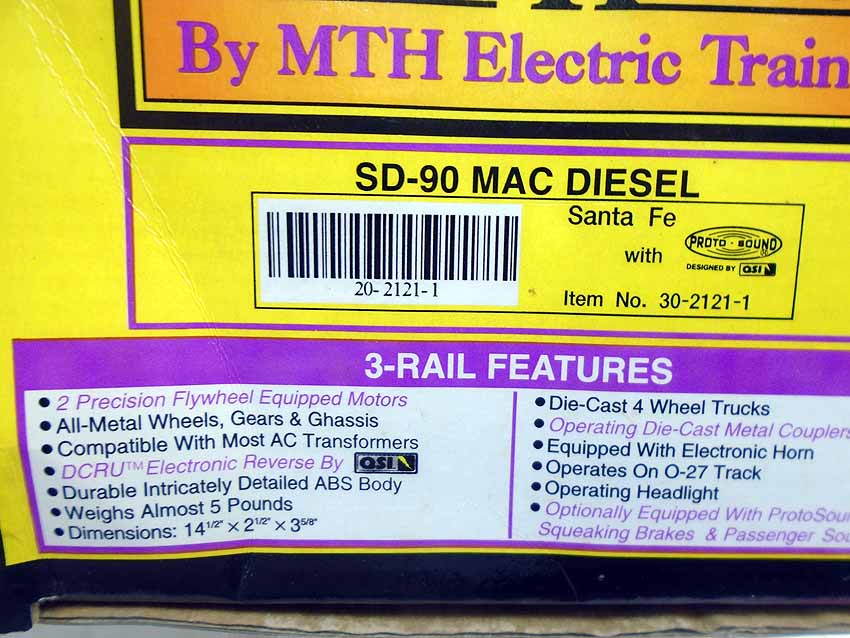 By MTH Electric Train
SD-90 MAC DIESEL
Santa Fe
with
PROTO-SOUND
DESIGNED BY QSI
20-2121-1
Item No. 30-2121-1
3-RAIL FEATURES
• 2 Precision Flywheel Equipped Motors
• All-Metal Wheels, Gears & Ghassis
• Compatible With Most AC Transformers
• DCRU™ Electronic Reverse By QSI
• Durable Intricately Detailed ABS Body
• Weighs Almost 5 Pounds
• Dimensions: 14 1/2" × 2 1/2" × 3 5/8"
• Die-Cast 4 Wheel Trucks
• Operating Die-Cast Metal Couplers
• Equipped With Electronic Horn
• Operates On O-27 Track
• Operating Headlight
• Optionally Equipped With ProtoSou
Squeaking Brakes & Passenger Sou